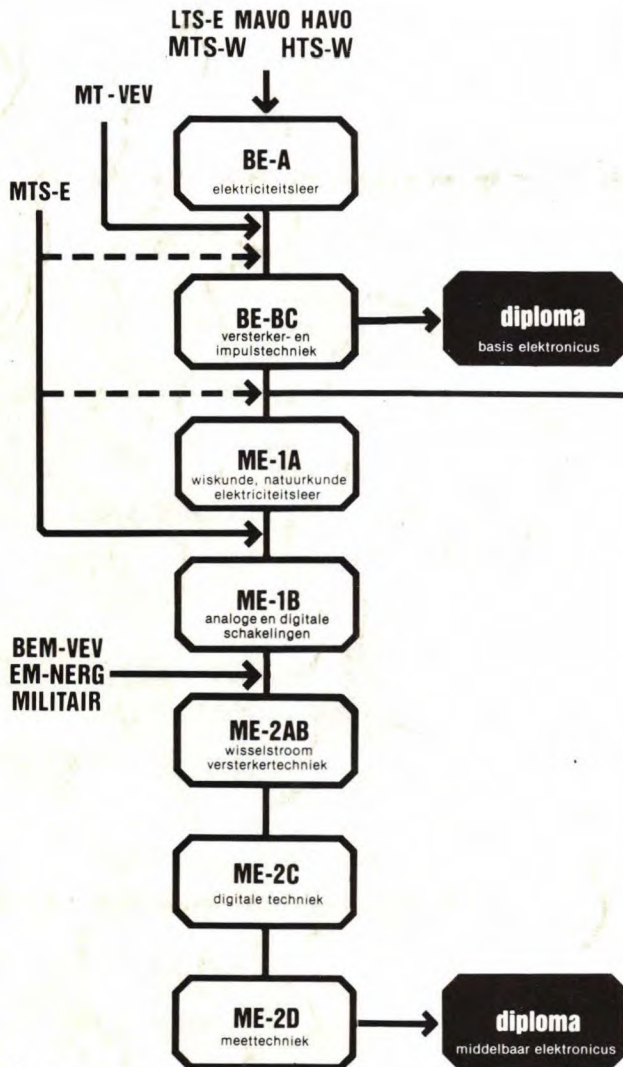 LTS-E MAVO HAVO
MTS-W HTS-W
MT-VEV
BE-A
elektriciteitsleer
MTS-E
BE-BC
versterker- en
impulstechniek
diploma
basis elektronicus
ME-1A
wiskunde, natuurkunde
elektriciteitsleer
ME-1B
analoge en digitale
schakelingen
BEM-VEV
EM-NERG
MILITAIR
ME-2AB
wisselstroom
versterkertechniek
ME-2C
digitale techniek
ME-2D
meettechniek
diploma
middelbaar elektronicus